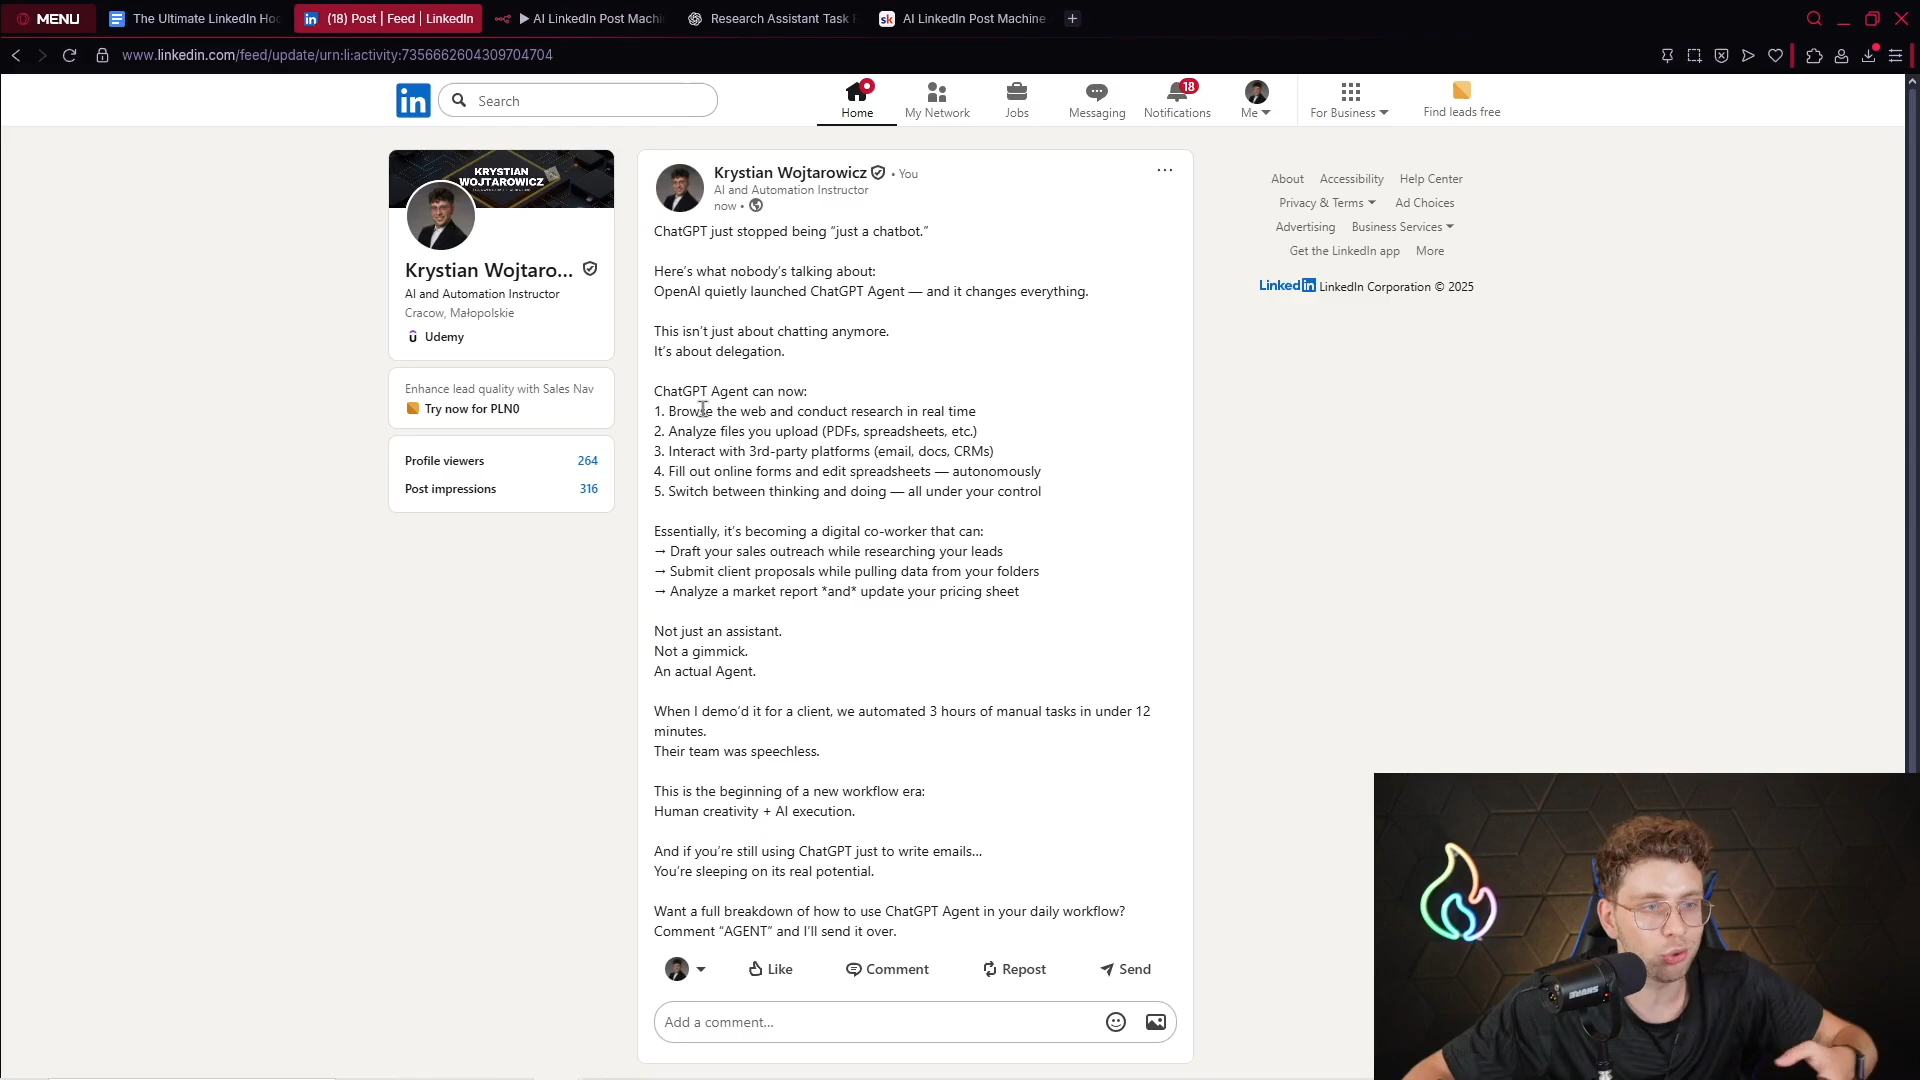 MENU
The Ultimate LinkedIn Hoo
(18) Post | Feed | LinkedIn
▶ AI LinkedIn Post Machi
Research Assistant Task
AI LinkedIn Post Machine
www.linkedin.com/feed/update/urn:li:activity:7356662604309704704
Search
Home
My Network
Jobs
Messaging
18
Notifications
Me
For Business
Find leads free
KRYSTIAN
WOJTAROWICZ
Krystian Wojtaro...
AI and Automation Instructor
Cracow, Małopolskie
Udemy
Enhance lead quality with Sales Nav
Try now for PLN0
Profile viewers 264
Post impressions 316
Krystian Wojtarowicz • You
AI and Automation Instructor
now •
ChatGPT just stopped being “just a chatbot.”
Here’s what nobody’s talking about:
OpenAI quietly launched ChatGPT Agent — and it changes everything.
This isn’t just about chatting anymore.
It’s about delegation.
ChatGPT Agent can now:
1. Browse the web and conduct research in real time
2. Analyze files you upload (PDFs, spreadsheets, etc.)
3. Interact with 3rd-party platforms (email, docs, CRMs)
4. Fill out online forms and edit spreadsheets — autonomously
5. Switch between thinking and doing — all under your control
Essentially, it’s becoming a digital co-worker that can:
→ Draft your sales outreach while researching your leads
→ Submit client proposals while pulling data from your folders
→ Analyze a market report *and* update your pricing sheet
Not just an assistant.
Not a gimmick.
An actual Agent.
When I demo’d it for a client, we automated 3 hours of manual tasks in under 12
minutes.
Their team was speechless.
This is the beginning of a new workflow era:
Human creativity + AI execution.
And if you’re still using ChatGPT just to write emails…
You’re sleeping on its real potential.
Want a full breakdown of how to use ChatGPT Agent in your daily workflow?
Comment “AGENT” and I’ll send it over.
Like
Comment
Repost
Send
Add a comment...
About Accessibility Help Center
Privacy & Terms Ad Choices
Advertising Business Services
Get the LinkedIn app More
LinkedIn LinkedIn Corporation © 2025
SHURE